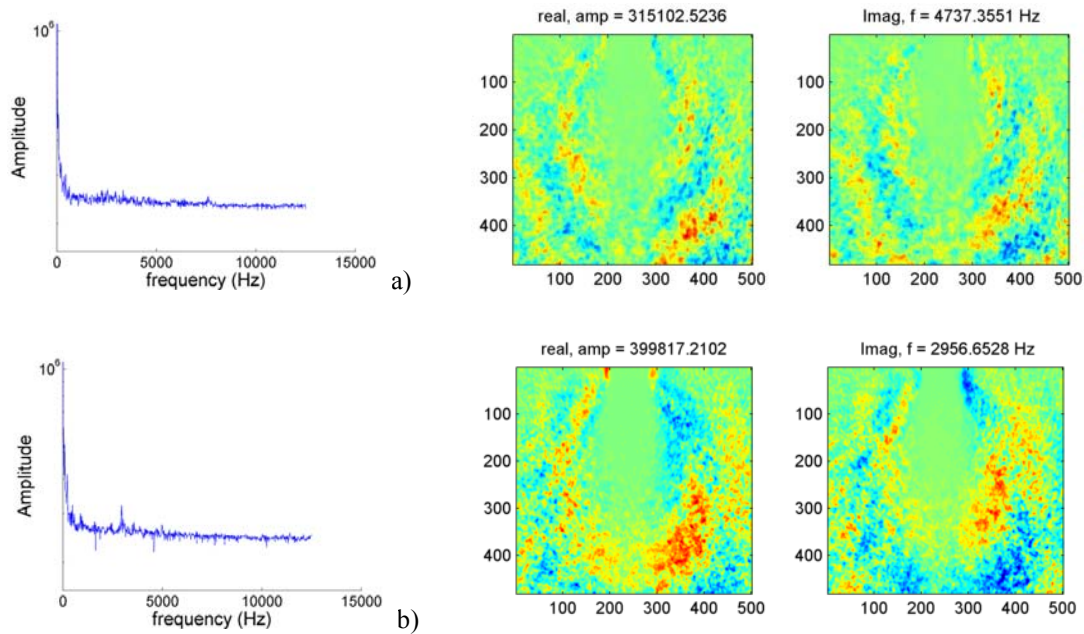 real, amp = 315102.5236
Imag, f = 4737.3551 Hz
10^6
Amplitude
0 5000 10000 15000
frequency (Hz)
a)
100
200
300
400
100 200 300 400 500
100
200
300
400
100 200 300 400 500
real, amp = 399817.2102
Imag, f = 2956.6528 Hz
10^6
Amplitude
0 5000 10000 15000
frequency (Hz)
b)
100
200
300
400
100 200 300 400 500
100
200
300
400
100 200 300 400 500